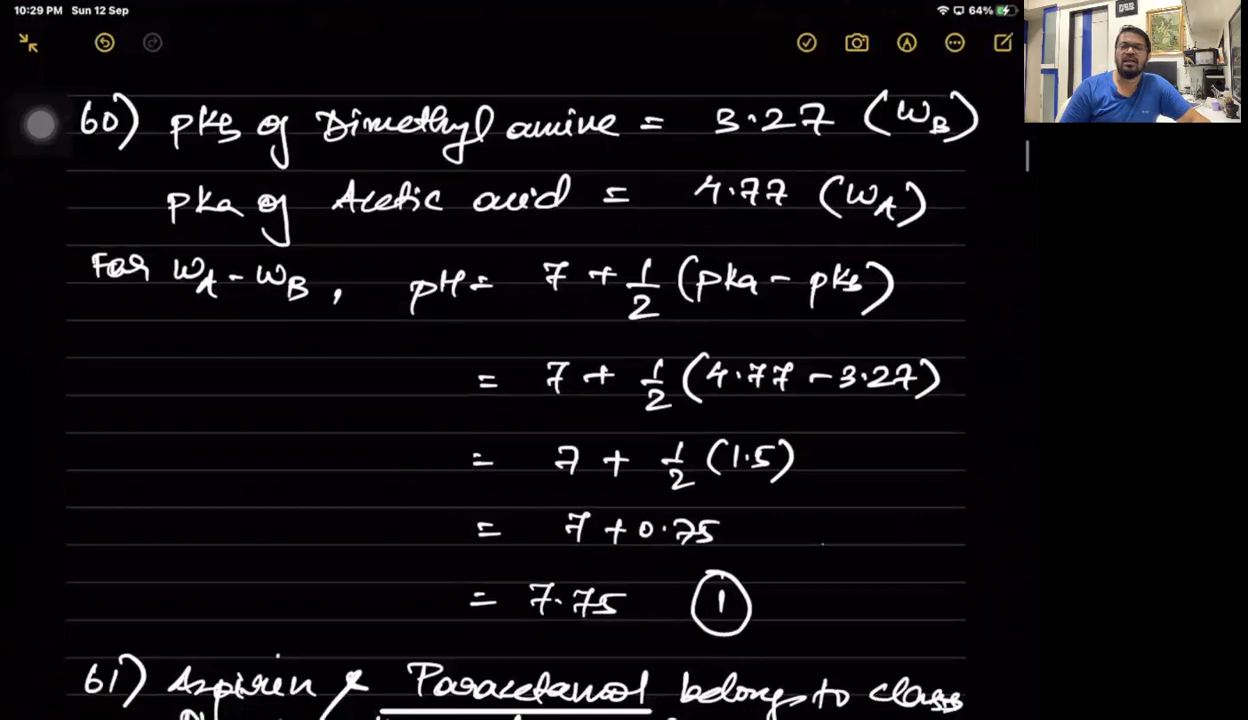 10:29 PM Sun 12 Sep
64%
60) pkb of Dimethyl amine = 3.27 (WB)
pka of Acetic acid = 4.77 (WA)
For WA - WB, pH = 7 + 1/2 (pka - pkb)
= 7 + 1/2 (4.77 - 3.27)
= 7 + 1/2 (1.5)
= 7 + 0.75
= 7.75 (1)
61) Aspirin & Paracetamol belongs to class